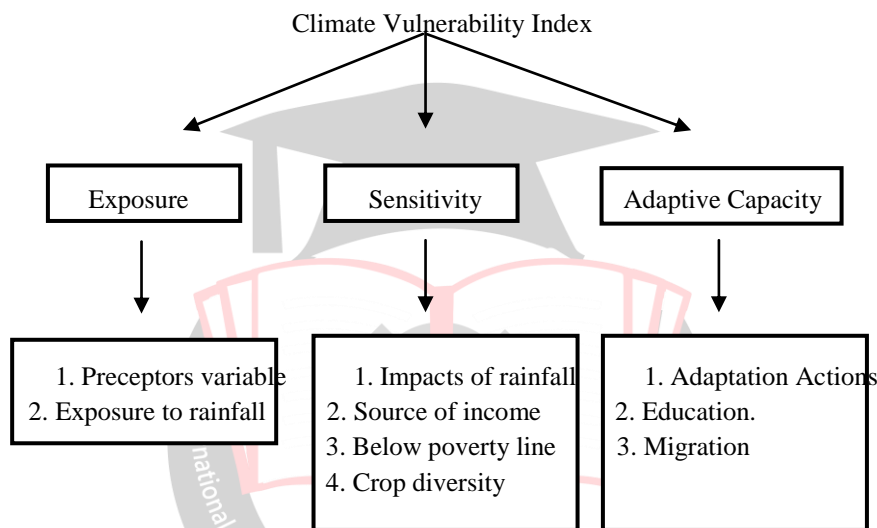 Climate Vulnerability Index
Exposure
Sensitivity
Adaptive Capacity
1. Preceptors variable
2. Exposure to rainfall
1. Impacts of rainfall
2. Source of income
3. Below poverty line
4. Crop diversity
1. Adaptation Actions
2. Education.
3. Migration
national